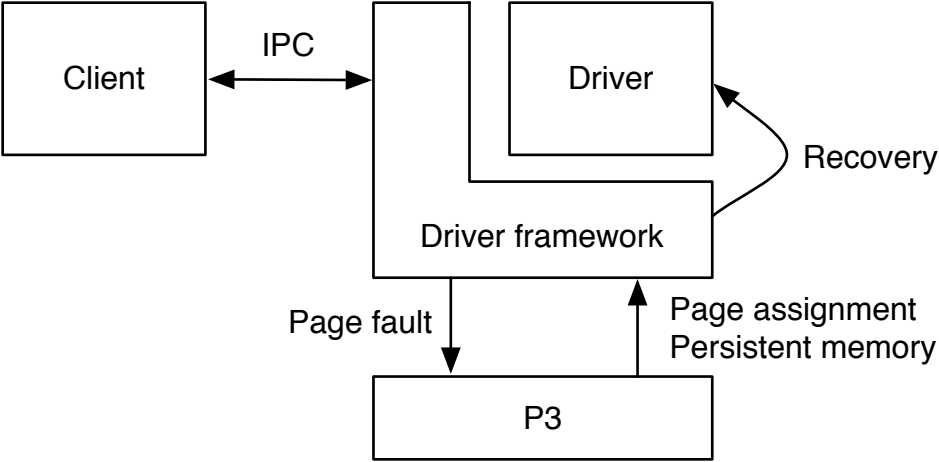 IPC
Client
Driver
Recovery
Driver framework
Page fault
Page assignment
Persistent memory
P3